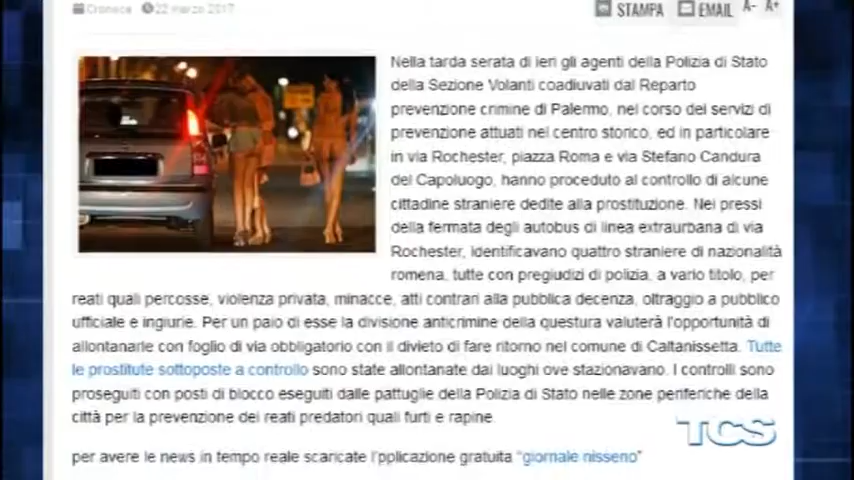 Cronaca 22 marzo 2017 STAMPA EMAIL A- A+
Nella tarda serata di ieri gli agenti della Polizia di Stato
della Sezione Volanti coadiuvati dal Reparto
prevenzione crimine di Palermo, nel corso dei servizi di
prevenzione attuati nel centro storico, ed in particolare
in via Rochester, piazza Roma e via Stefano Candura
del Capoluogo, hanno proceduto al controllo di alcune
cittadine straniere dedite alla prostituzione. Nei pressi
della fermata degli autobus di linea extraurbana di via
Rochester, identificavano quattro straniere di nazionalità
romena, tutte con pregiudizi di polizia, a vario titolo, per
reati quali percosse, violenza privata, minacce, atti contrari alla pubblica decenza, oltraggio a pubblico
ufficiale e ingiurie. Per un paio di esse la divisione anticrimine della questura valuterà l'opportunità di
allontanarle con foglio di via obbligatorio con il divieto di fare ritorno nel comune di Caltanissetta. Tutte
le prostitute sottoposte a controllo sono state allontanate dai luoghi ove stazionavano. I controlli sono
proseguiti con posti di blocco eseguiti dalle pattuglie della Polizia di Stato nelle zone periferiche della
città per la prevenzione dei reati predatori quali furti e rapine
TCS
per avere le news in tempo reale scaricate l'pplicazione gratuita "giornale nisseno"